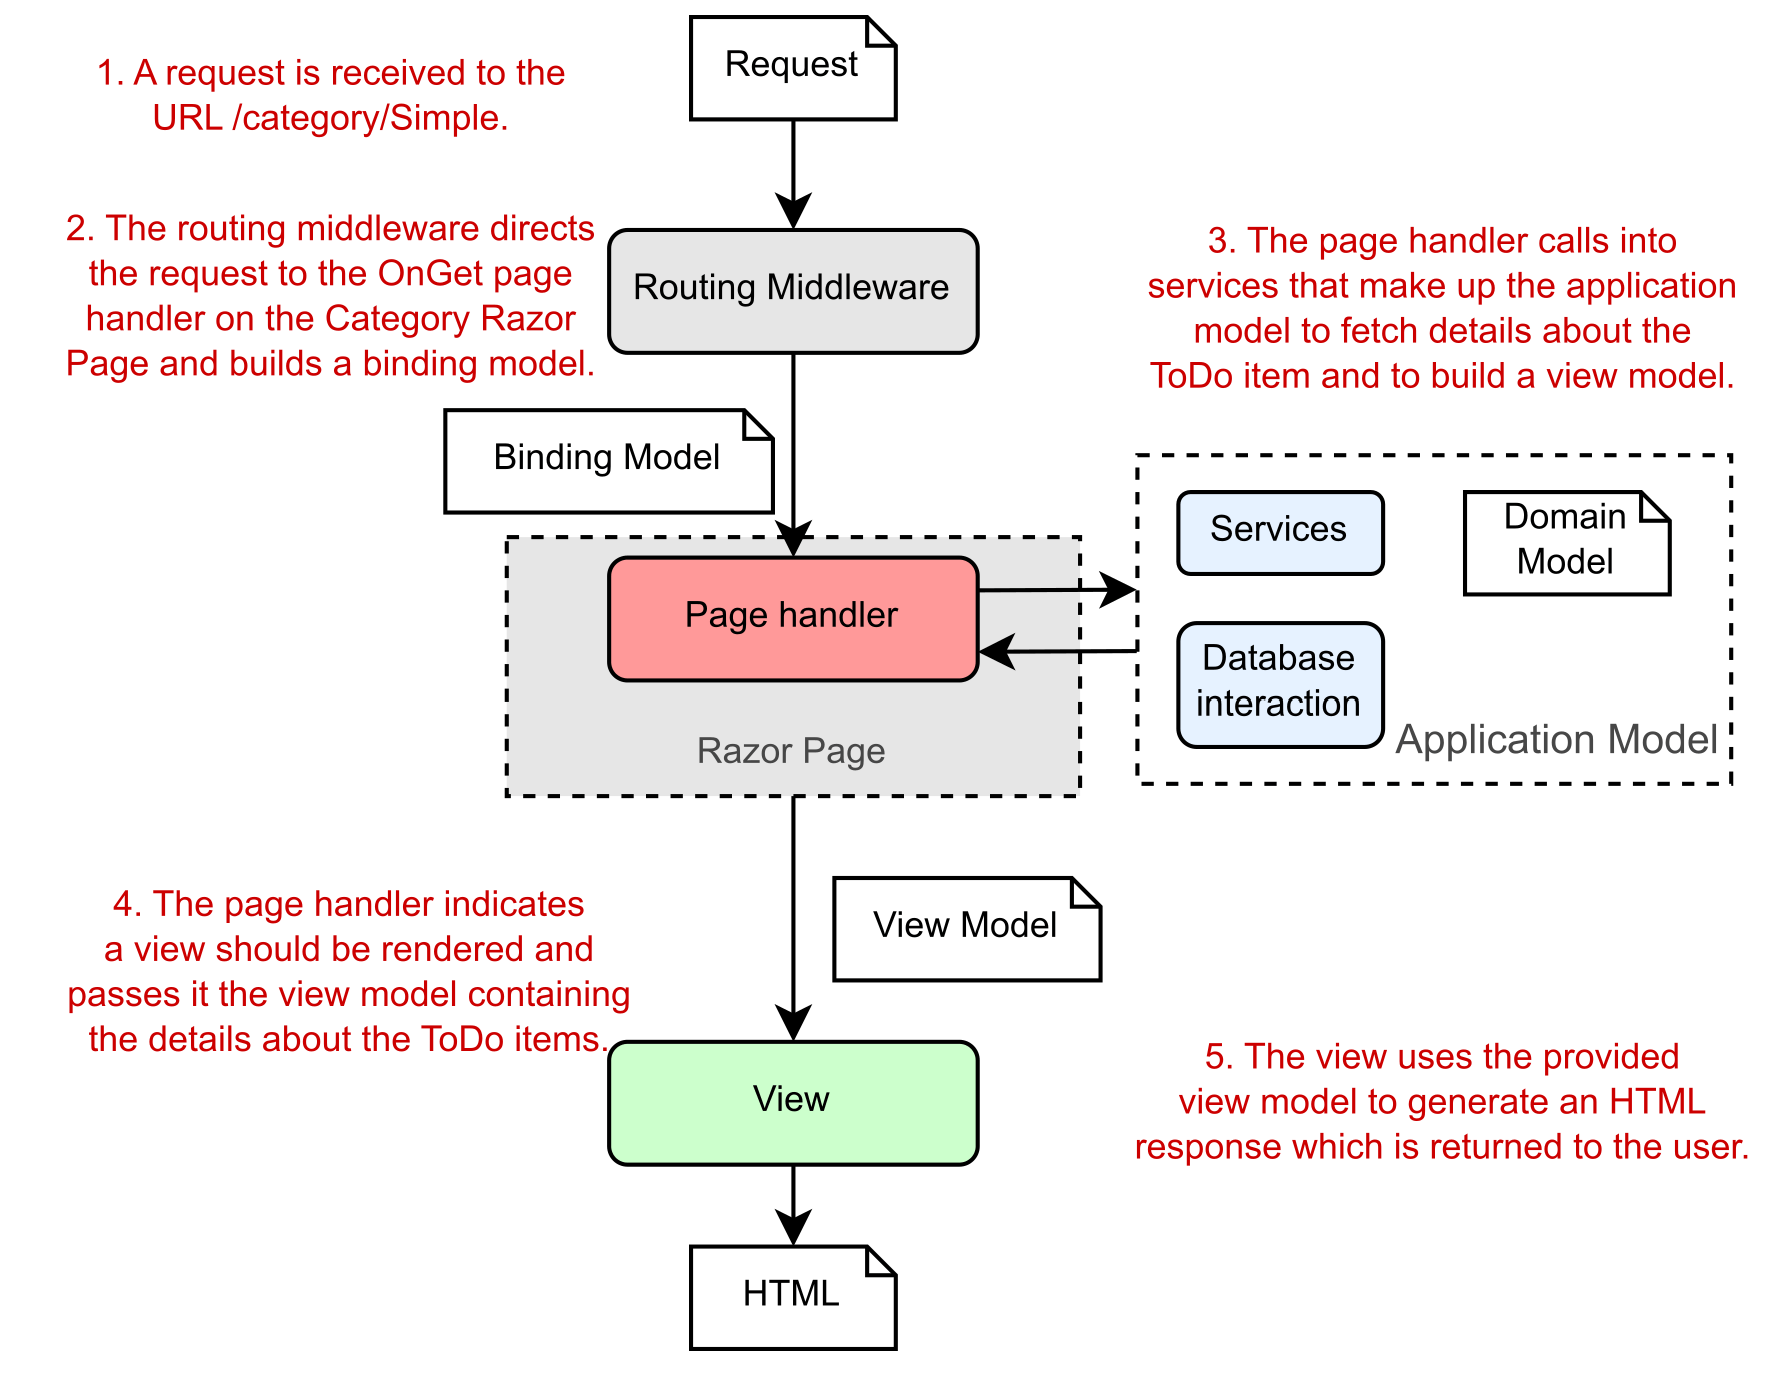 Request
1. A request is received to the
URL /category/Simple.
2. The routing middleware directs
the request to the OnGet page
handler on the Category Razor
Page and builds a binding model.
Routing Middleware
3. The page handler calls into
services that make up the application
model to fetch details about the
ToDo item and to build a view model.
Binding Model
Services
Domain
Model
Page handler
Database
interaction
Application Model
Razor Page
4. The page handler indicates
a view should be rendered and
passes it the view model containing
the details about the ToDo items.
View Model
View
5. The view uses the provided
view model to generate an HTML
response which is returned to the user.
HTML